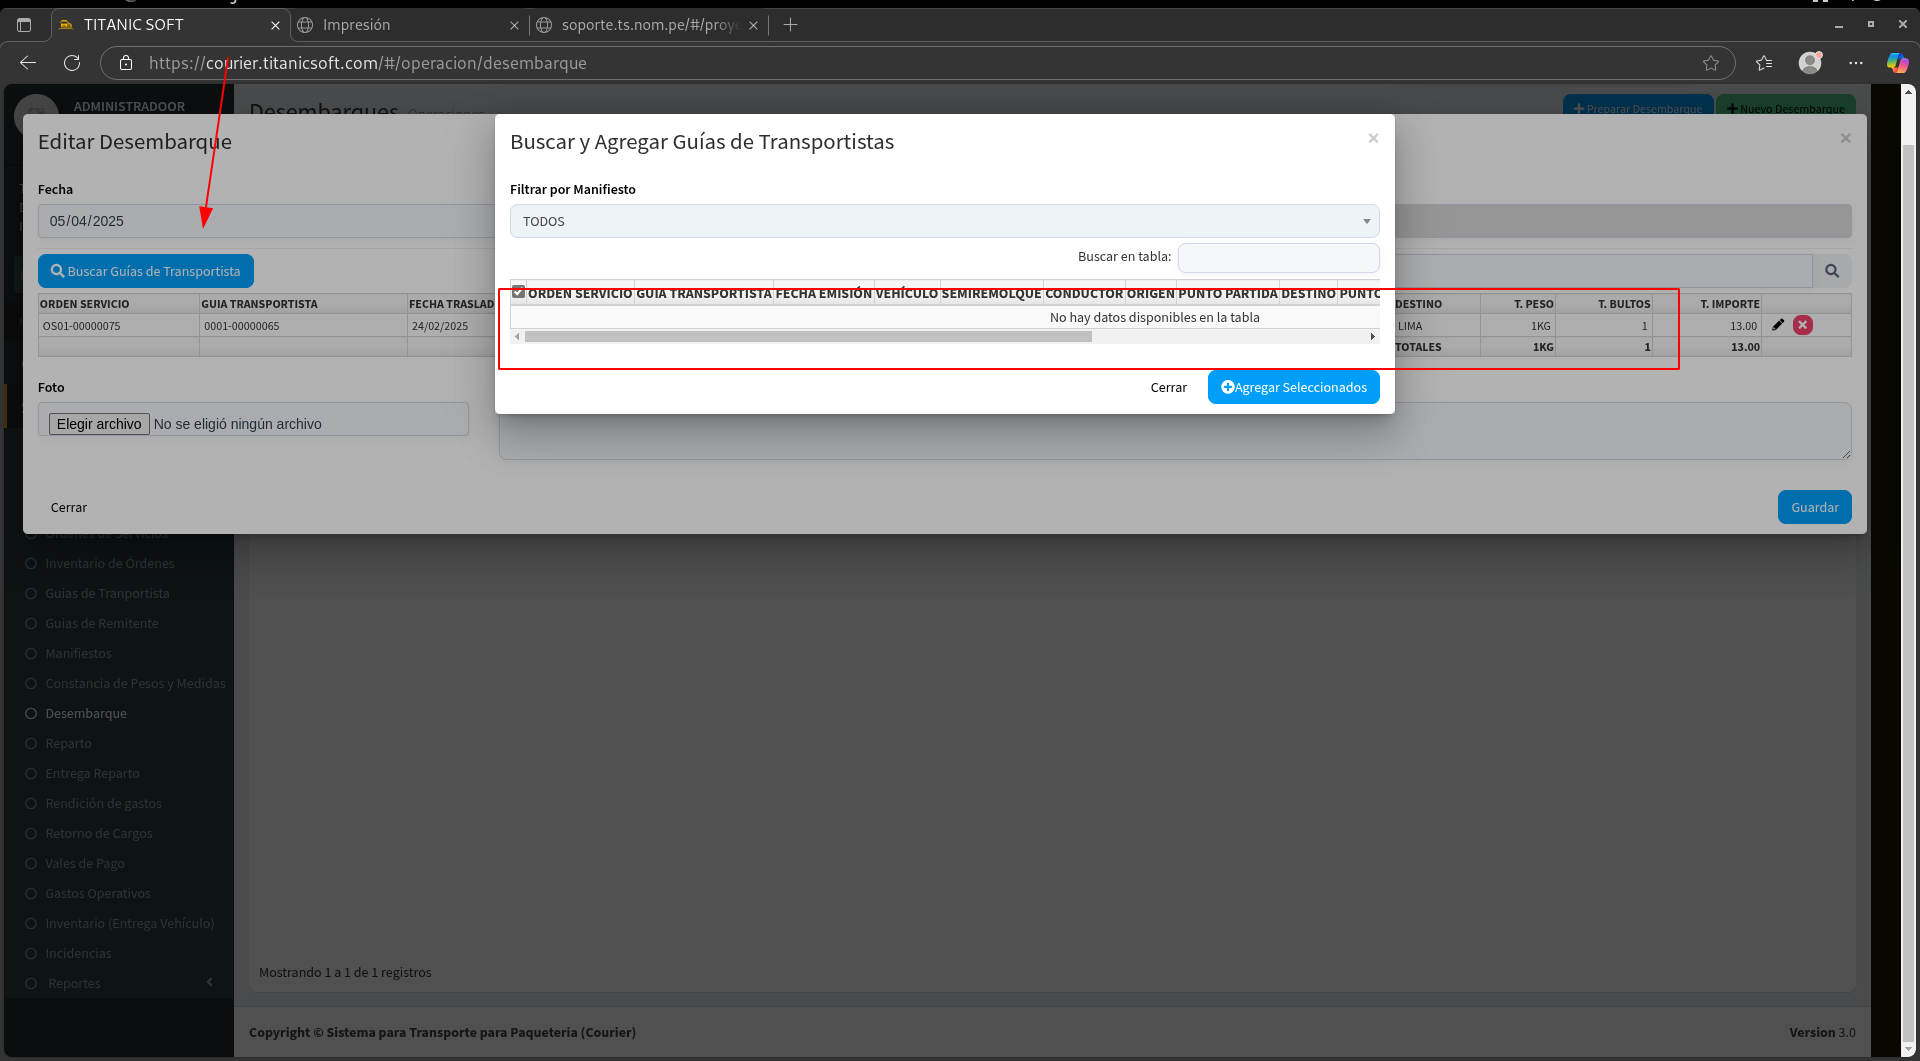 TITANIC SOFT
Impresión
soporte.ts.nom.pe/#/proy
https://courier.titanicsoft.com/#/operacion/desembarque
ADMINISTRADOOR
Desembarques Operaciones
Preparar Desembarque
Nuevo Desembarque
Editar Desembarque
Fecha
05/04/2025
Buscar Guías de Transportista
ORDEN SERVICIO GUIA TRANSPORTISTA FECHA TRASLAD DESTINO T. PESO T. BULTOS T. IMPORTE
OS01-00000075 0001-00000065 24/02/2025 LIMA 1KG 1 13.00
TOTALES 1KG 1 13.00
Foto
Elegir archivo No se eligió ningún archivo
Cerrar
Guardar
Buscar y Agregar Guías de Transportistas
Filtrar por Manifiesto
TODOS
Buscar en tabla:
ORDEN SERVICIO GUIA TRANSPORTISTA FECHA EMISIÓN VEHÍCULO SEMIREMOLQUE CONDUCTOR ORIGEN PUNTO PARTIDA DESTINO PUNTO
No hay datos disponibles en la tabla
Cerrar
Agregar Seleccionados
Ordenes de Servicios
Inventario de Órdenes
Guias de Tranportista
Guias de Remitente
Manifiestos
Constancia de Pesos y Medidas
Desembarque
Reparto
Entrega Reparto
Rendición de gastos
Retorno de Cargos
Vales de Pago
Gastos Operativos
Inventario (Entrega Vehículo)
Incidencias
Reportes
Mostrando 1 a 1 de 1 registros
Copyright © Sistema para Transporte para Paqueteria (Courier)
Version 3.0